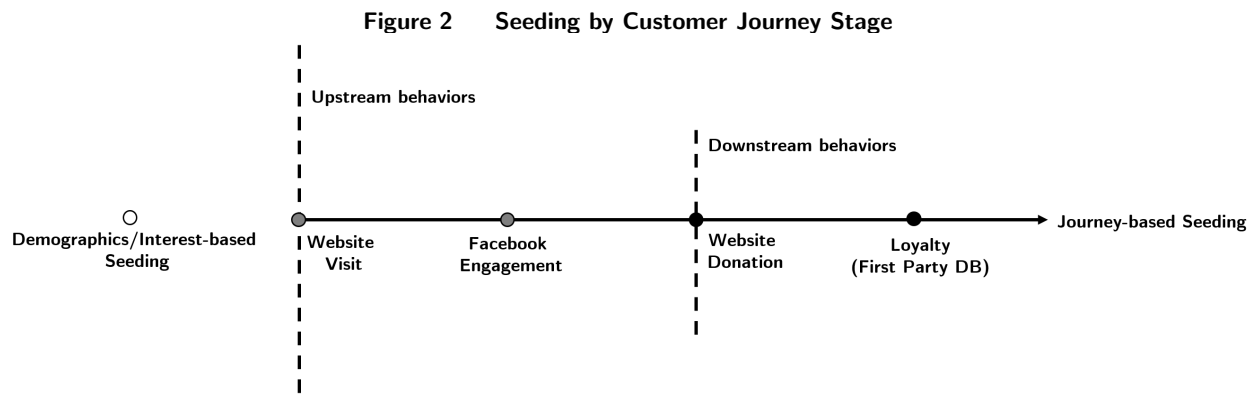 Figure 2 Seeding by Customer Journey Stage
Upstream behaviors
Downstream behaviors
Demographics/Interest-based
Seeding
Website
Visit
Facebook
Engagement
Website
Donation
Loyalty
(First Party DB)
Journey-based Seeding